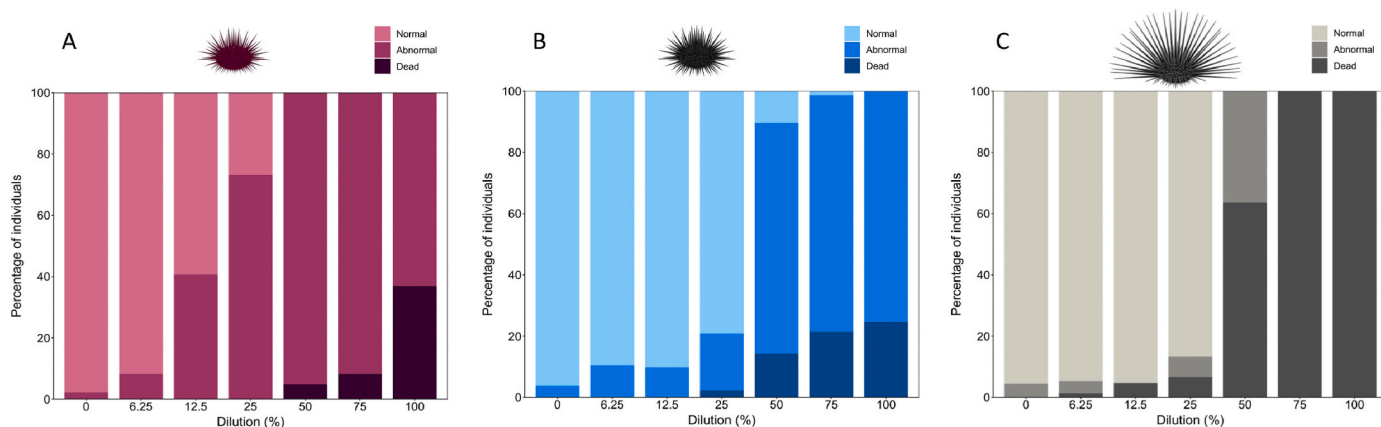 A
Normal
Abnormal
Dead
Percentage of individuals
100
80
60
40
20
0
0 6.25 12.5 25 50 75 100
Dilution (%)
B
Normal
Abnormal
Dead
Percentage of individuals
100
80
60
40
20
0
0 6.25 12.5 25 50 75 100
Dilution (%)
C
Normal
Abnormal
Dead
Percentage of individuals
100
80
60
40
20
0
0 6.25 12.5 25 50 75 100
Dilution (%)